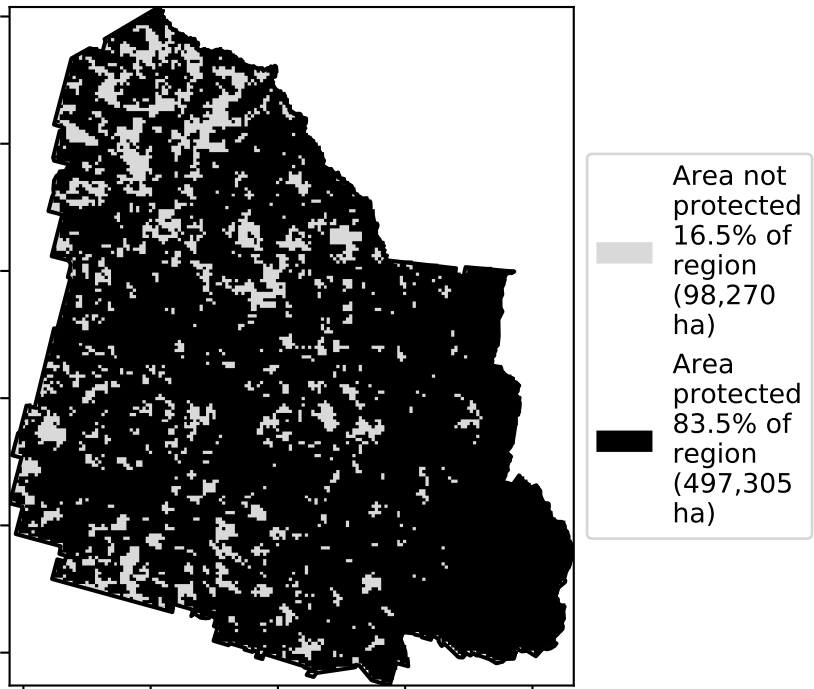 Area not
protected
16.5% of
region
(98,270
ha)
Area
protected
83.5% of
region
(497,305
ha)